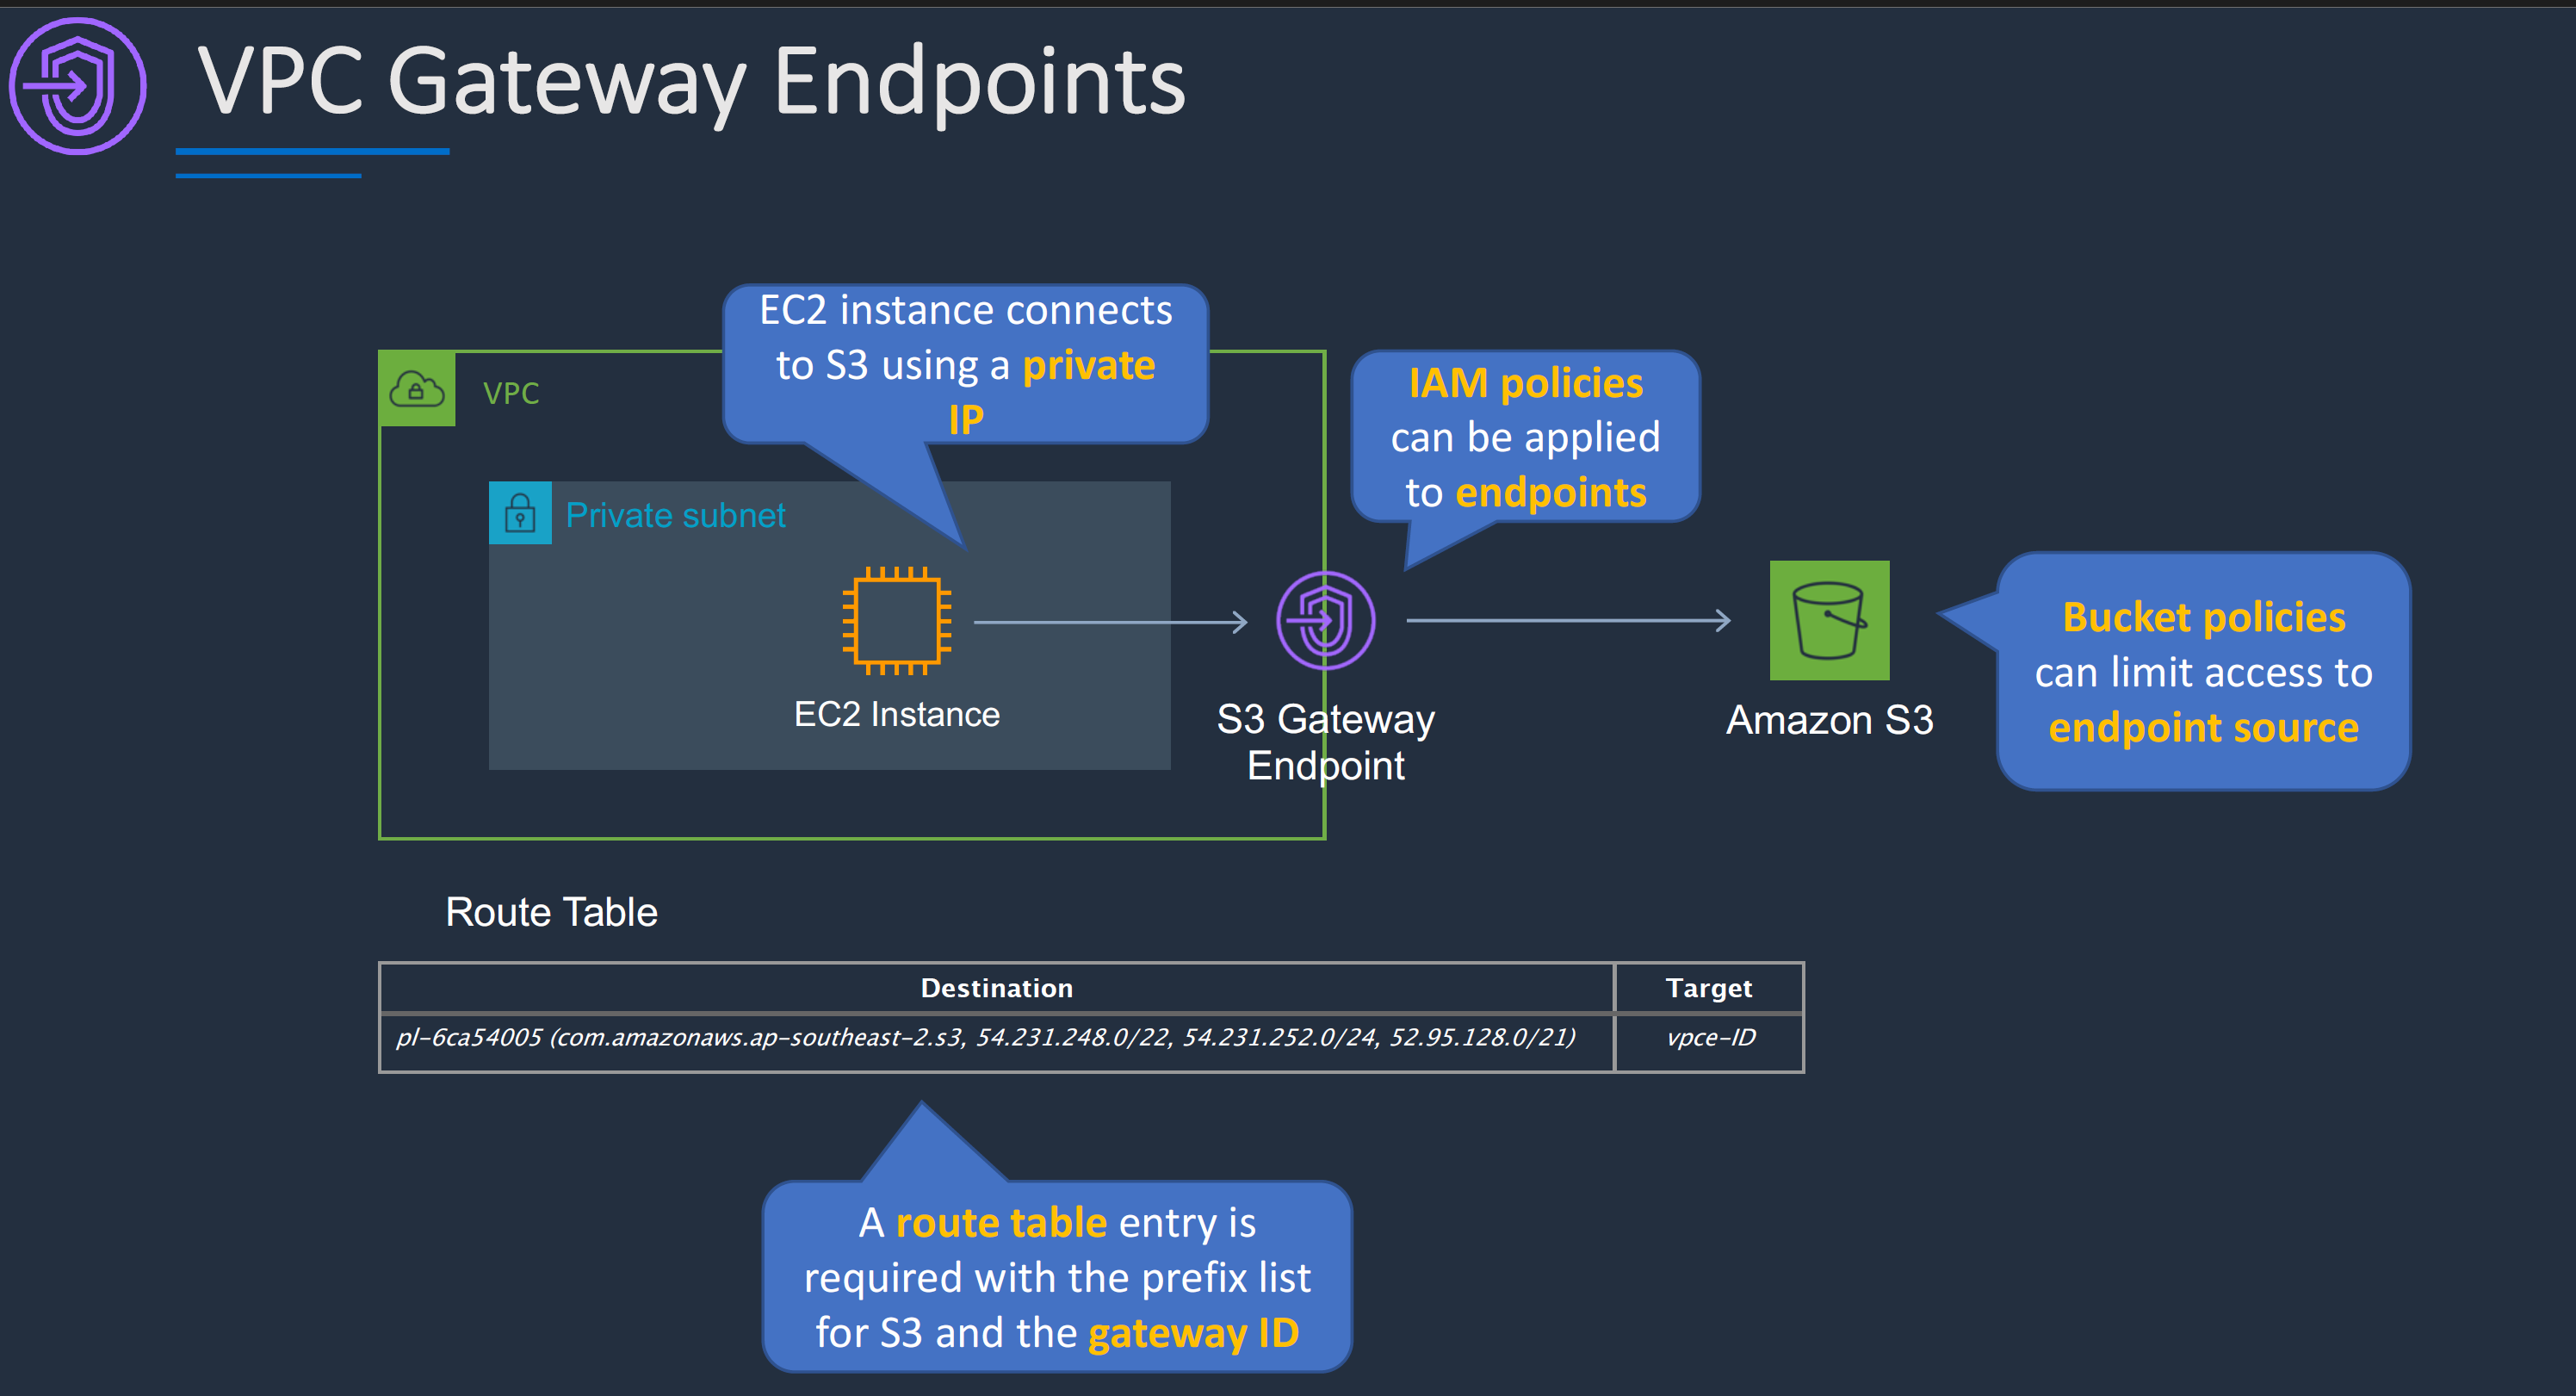 VPC Gateway Endpoints
EC2 instance connects
to S3 using a private
IP
IAM policies
can be applied
to endpoints
VPC
Private subnet
EC2 Instance
S3 Gateway
Endpoint
Amazon S3
Bucket policies
can limit access to
endpoint source
Route Table
Destination
Target
pl-6ca54005 (com.amazonaws.ap-southeast-2.s3, 54.231.248.0/22, 54.231.252.0/24, 52.95.128.0/21)
vpce-ID
A route table entry is
required with the prefix list
for S3 and the gateway ID